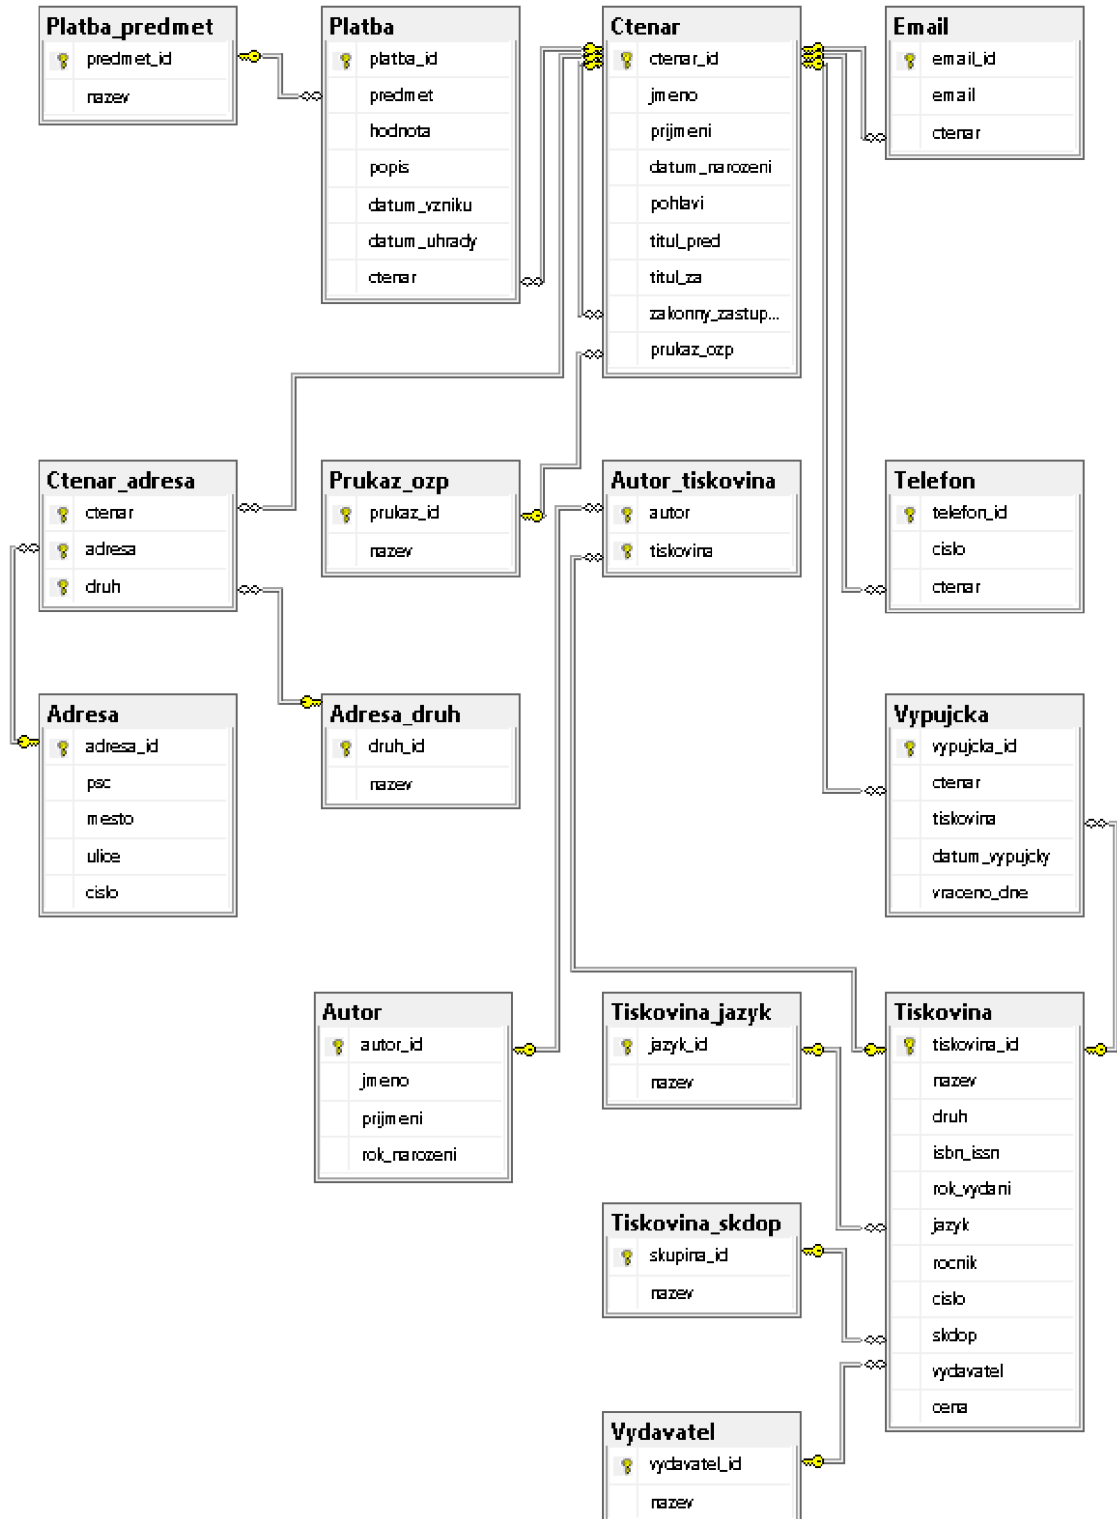 Platba_predmet
predmet_id
nazev
Platba
platba_id
predmet
hodnota
popis
datum_vzniku
datum_uhrady
ctenar
Ctenar
ctenar_id
jmeno
prijmeni
datum_narozeni
pohlavi
titul_pred
titul_za
zakonny_zastup...
prukaz_ozp
Email
email_id
email
ctenar
Ctenar_adresa
ctenar
adresa
druh
Prukaz_ozp
prukaz_id
nazev
Autor_tiskovina
autor
tiskovina
Telefon
telefon_id
cislo
ctenar
Adresa
adresa_id
psc
mesto
ulice
cislo
Adresa_druh
druh_id
nazev
Vypujcka
vypujcka_id
ctenar
tiskovina
datum_vypujcky
vraceno_dne
Autor
autor_id
jmeno
prijmeni
rok_narozeni
Tiskovina_jazyk
jazyk_id
nazev
Tiskovina
tiskovina_id
nazev
druh
isbn_issn
rok_vydani
jazyk
rocnik
cislo
skdop
vydavatel
cena
Tiskovina_skdop
skupina_id
nazev
Vydavatel
vydavatel_id
nazev